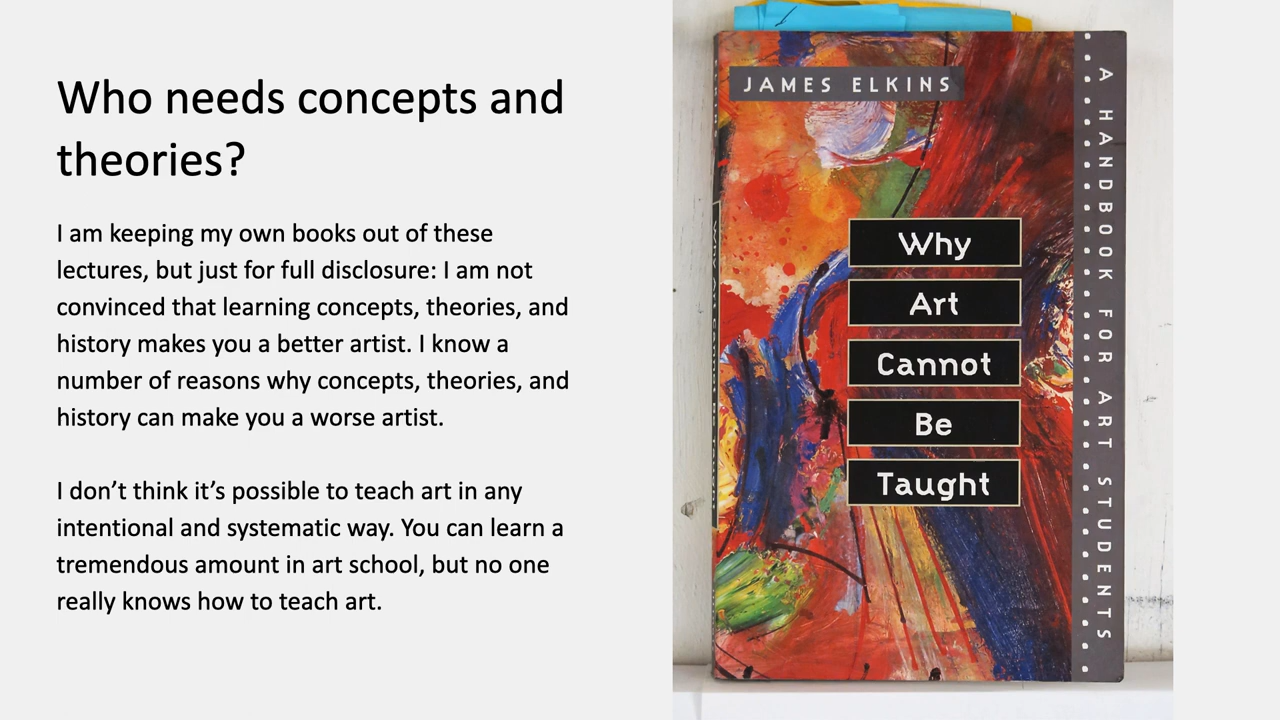 Who needs concepts and
theories?
I am keeping my own books out of these
lectures, but just for full disclosure: I am not
convinced that learning concepts, theories, and
history makes you a better artist. I know a
number of reasons why concepts, theories, and
history can make you a worse artist.
I don’t think it’s possible to teach art in any
intentional and systematic way. You can learn a
tremendous amount in art school, but no one
really knows how to teach art.
JAMES ELKINS
Why
Art
Cannot
Be
Taught
A HANDBOOK FOR ART STUDENTS